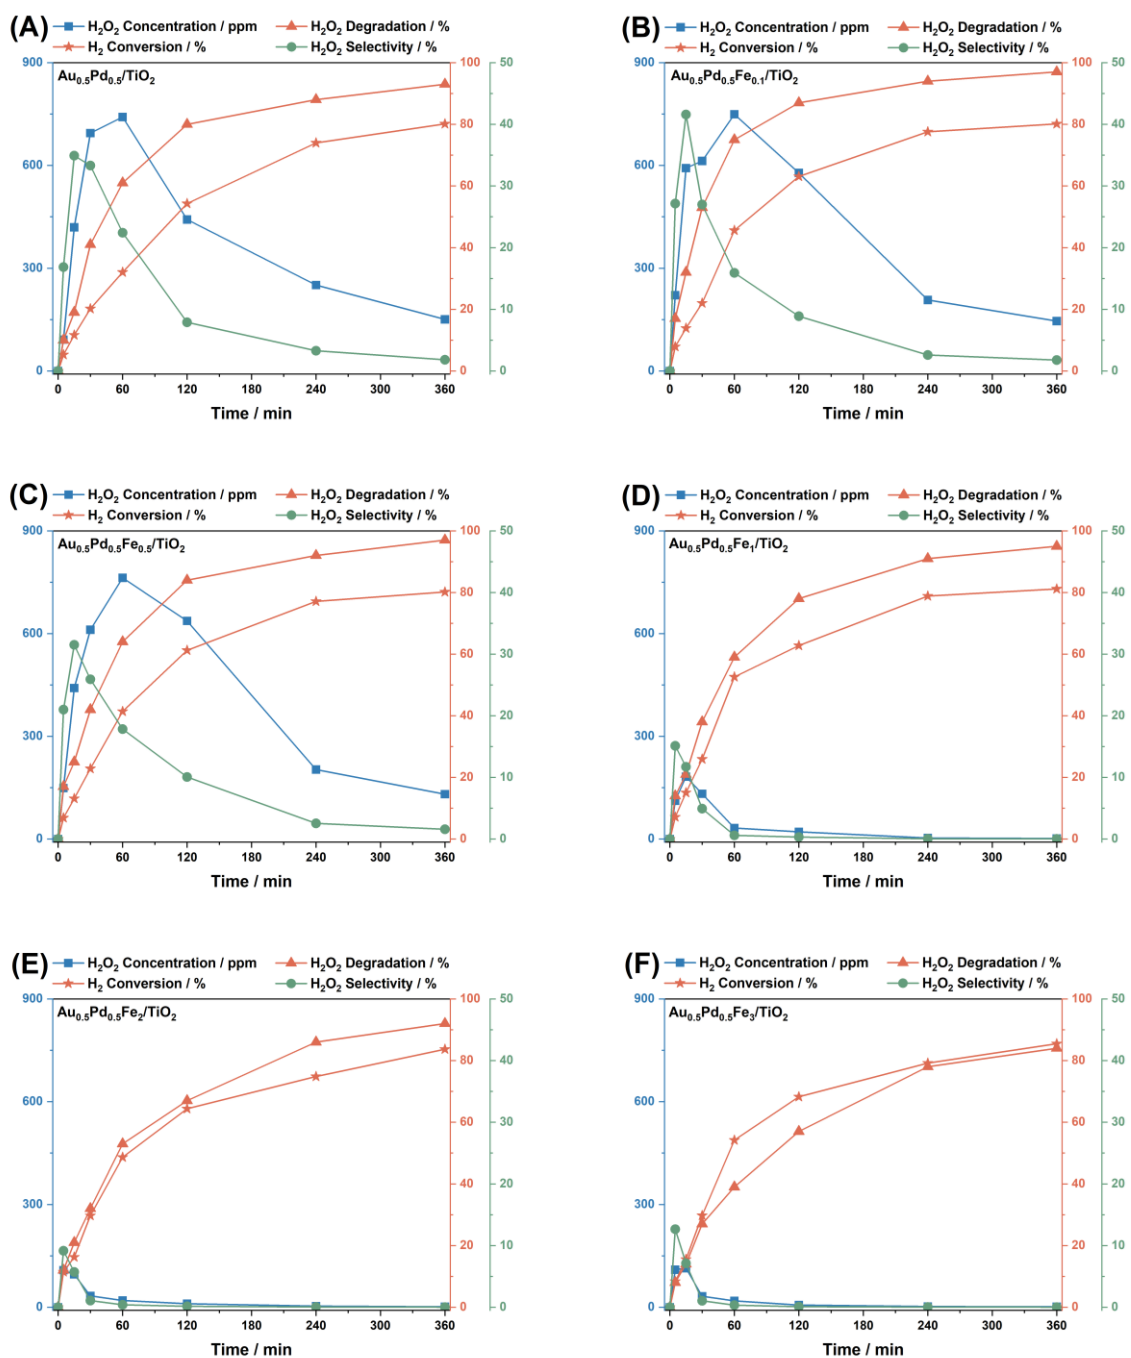 (A)
H₂O₂ Concentration / ppm H₂O₂ Degradation / %
H₂ Conversion / % H₂O₂ Selectivity / %
Au₀.₅Pd₀.₅/TiO₂
900 600 300 0
100 80 60 40 20 0
50 40 30 20 10 0
0 60 120 180 240 300 360
Time / min
(B)
H₂O₂ Concentration / ppm H₂O₂ Degradation / %
H₂ Conversion / % H₂O₂ Selectivity / %
Au₀.₅Pd₀.₅Fe₀.₁/TiO₂
900 600 300 0
100 80 60 40 20 0
50 40 30 20 10 0
0 60 120 180 240 300 360
Time / min
(C)
H₂O₂ Concentration / ppm H₂O₂ Degradation / %
H₂ Conversion / % H₂O₂ Selectivity / %
Au₀.₅Pd₀.₅Fe₀.₅/TiO₂
900 600 300 0
100 80 60 40 20 0
50 40 30 20 10 0
0 60 120 180 240 300 360
Time / min
(D)
H₂O₂ Concentration / ppm H₂O₂ Degradation / %
H₂ Conversion / % H₂O₂ Selectivity / %
Au₀.₅Pd₀.₅Fe₁/TiO₂
900 600 300 0
100 80 60 40 20 0
50 40 30 20 10 0
0 60 120 180 240 300 360
Time / min
(E)
H₂O₂ Concentration / ppm H₂O₂ Degradation / %
H₂ Conversion / % H₂O₂ Selectivity / %
Au₀.₅Pd₀.₅Fe₂/TiO₂
900 600 300 0
100 80 60 40 20 0
50 40 30 20 10 0
0 60 120 180 240 300 360
Time / min
(F)
H₂O₂ Concentration / ppm H₂O₂ Degradation / %
H₂ Conversion / % H₂O₂ Selectivity / %
Au₀.₅Pd₀.₅Fe₃/TiO₂
900 600 300 0
100 80 60 40 20 0
50 40 30 20 10 0
0 60 120 180 240 300 360
Time / min